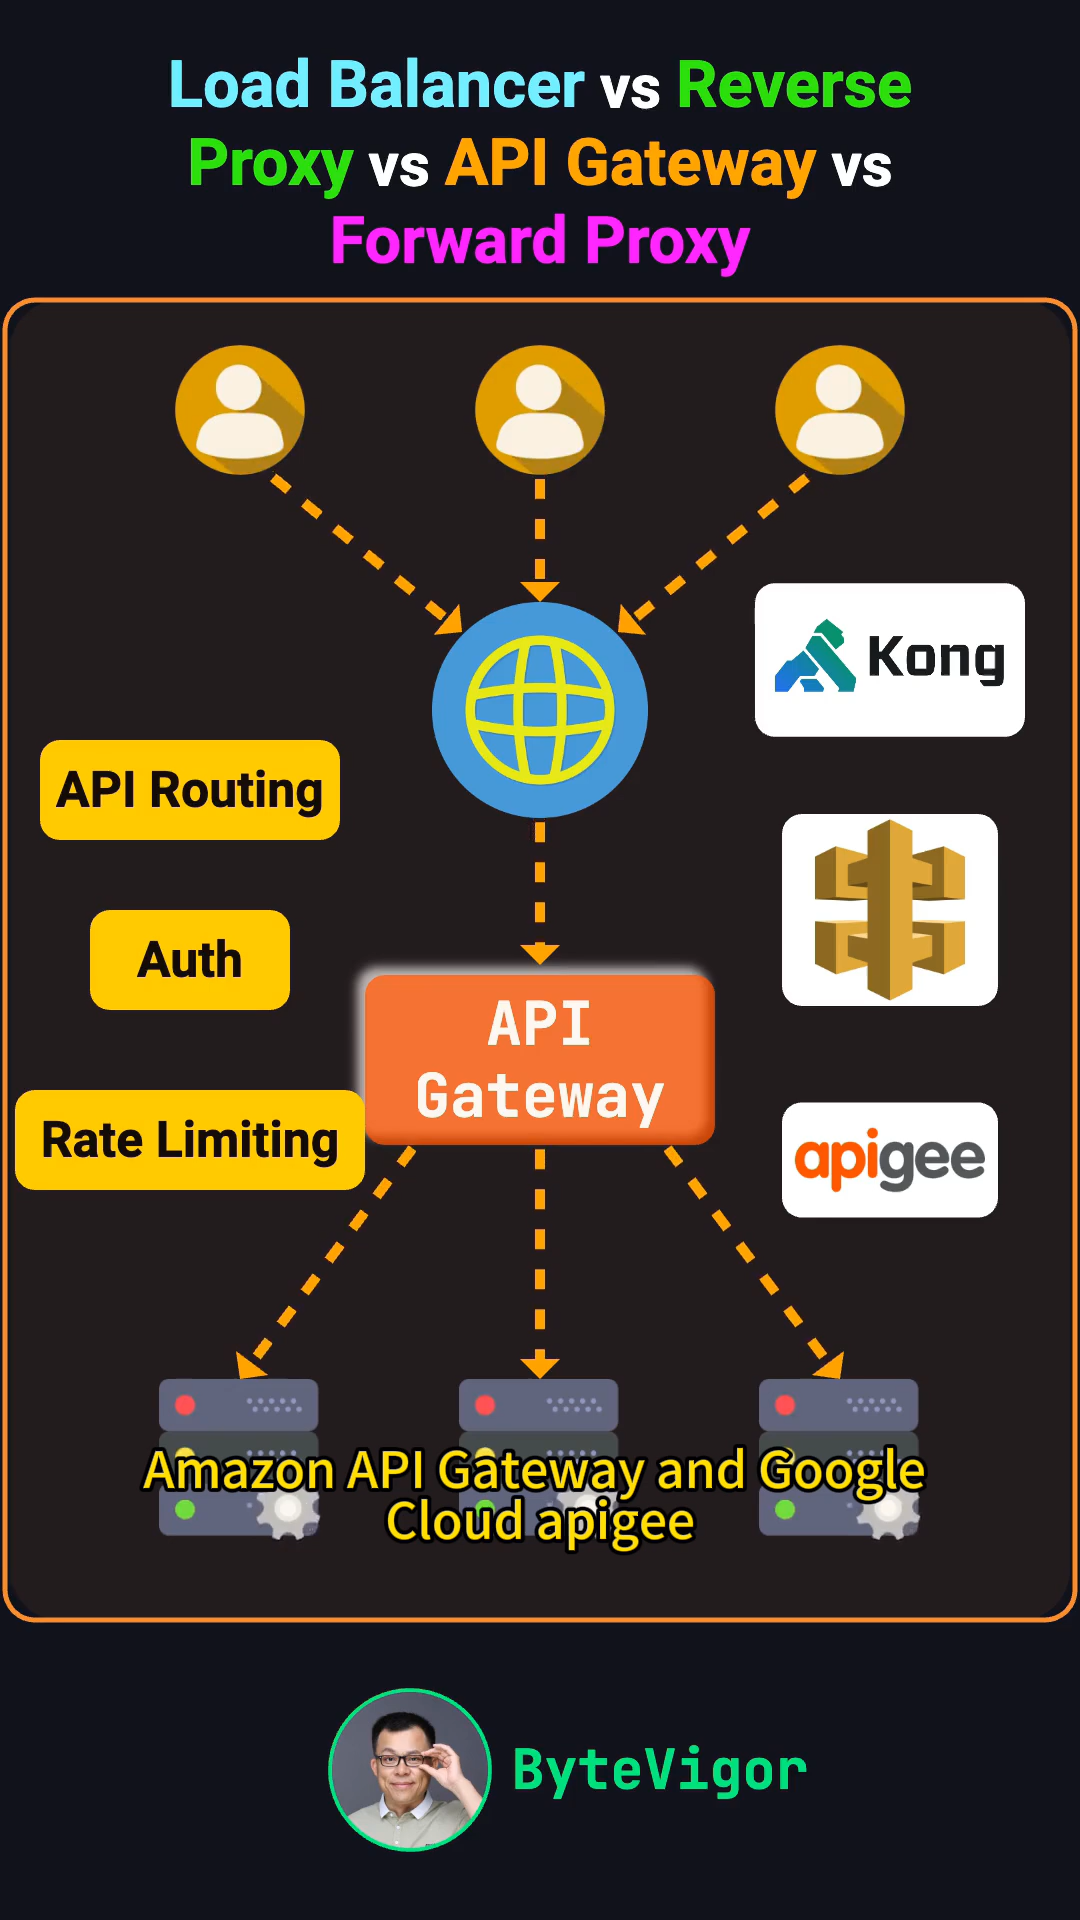 Load Balancer vs Reverse
Proxy vs API Gateway vs
Forward Proxy
Kong
API Routing
Auth
API
Gateway
Rate Limiting
apigee
Amazon API Gateway and Google
Cloud apigee
ByteVigor